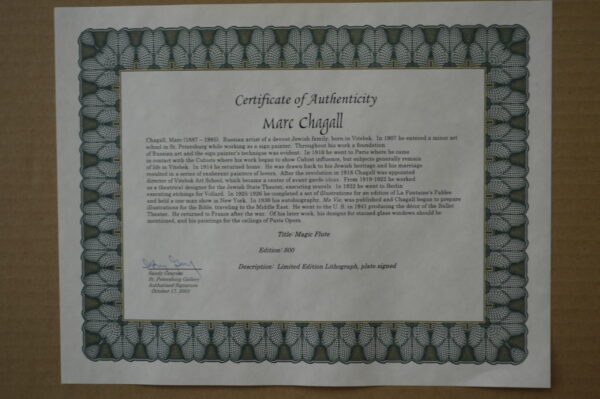 Certificate of Authenticity
Marc Chagall
Chagall, Marc (1887 – 1985). Russian artist of a devout Jewish family, born in Vitebsk. In 1907 he entered a minor art
school in St. Petersburg while working as a sign painter. Throughout his work a foundation
of Russian art and the sign painter's technique was evident. In 1910 he went to Paris where he came
in contact with the Cubists where his work began to show Cubist influence, but subjects generally remain
of life in Vitebsk. In 1914 he returned home. He was drawn back to his Jewish heritage and his marriage
resulted in a series of exuberant paintings of lovers. After the revolution in 1918 Chagall was appointed
director of Vitebsk Art School, which became a center of avant-garde ideas. From 1919-1922 he worked
as a theatrical designer for the Jewish State Theater, executing murals. In 1922 he went to Berlin
executing etchings for Vollard. In 1925-1926 he completed a set of illustrations for an edition of La Fontaine's Fables
and held a one man show in New York. In 1930 his autobiography, Ma Vie, was published and Chagall began to prepare
illustrations for the Bible, traveling to the Middle East. He went to the U. S. in 1941 producing the décor of the Ballet
Theater. He returned to France after the war. Of his later work, his designs for stained glass windows should be
mentioned, and his paintings for the ceilings of Paris Opera.
Title: Magic Flute
Edition: 500
Description: Limited Edition Lithograph, plate signed
Sandy
St. Petersburg Gallery
Authorized Signature
October 17, 2003